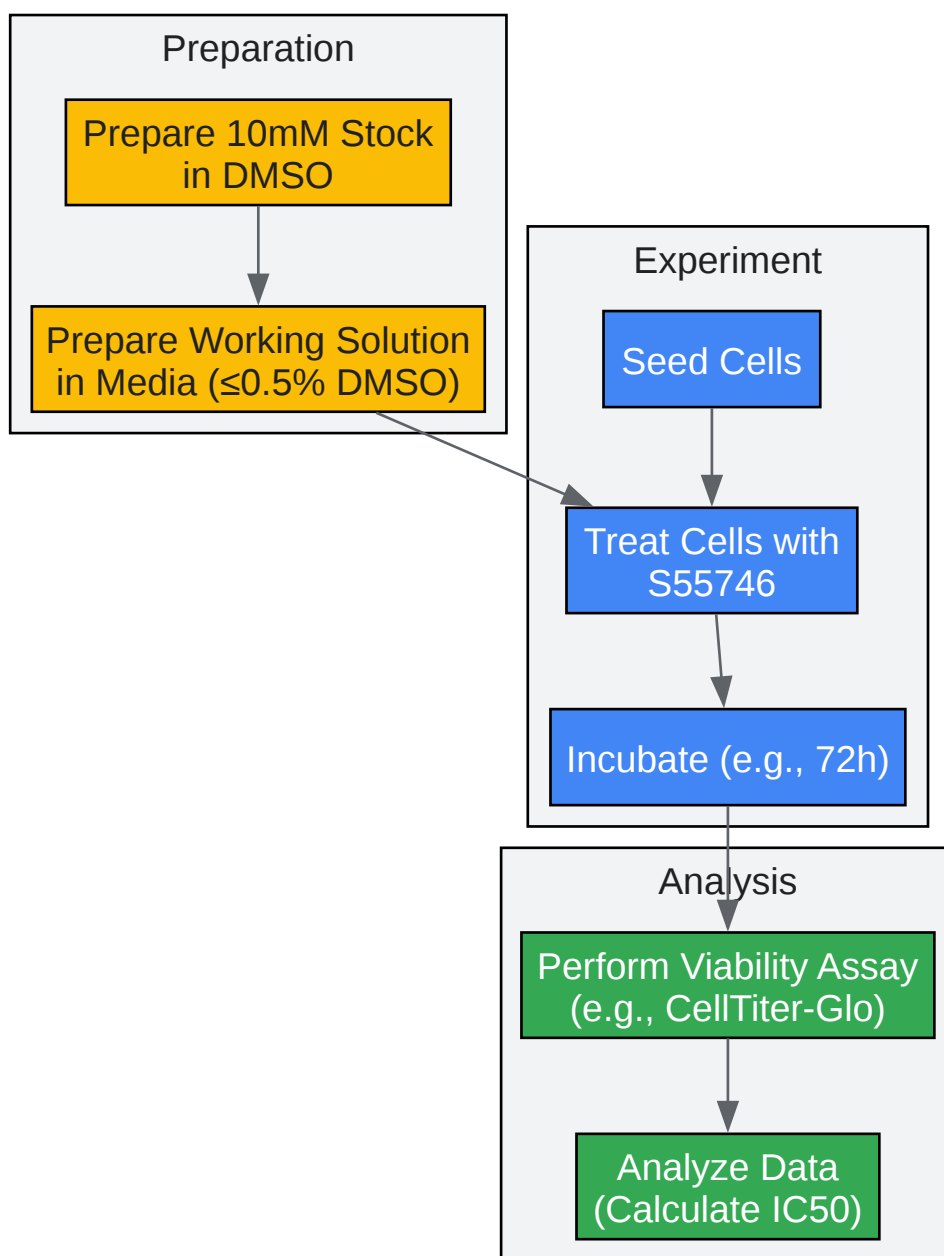 Preparation
Prepare 10mM Stock
in DMSO
Prepare Working Solution
in Media (≤0.5% DMSO)
Experiment
Seed Cells
Treat Cells with
S55746
Incubate (e.g., 72h)
Analysis
Perform Viability Assay
(e.g., CellTiter-Glo)
Analyze Data
(Calculate IC50)